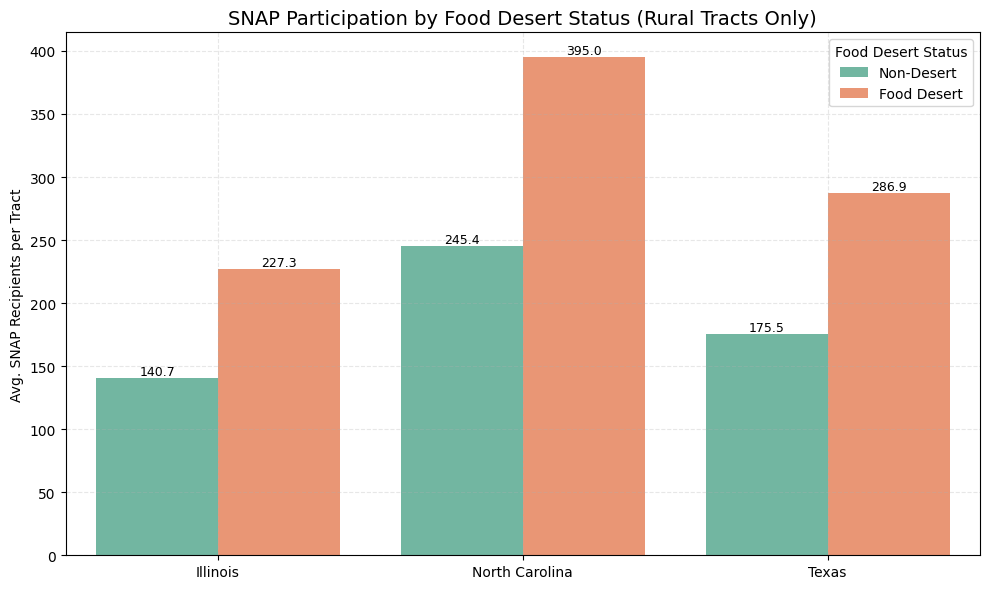 SNAP Participation by Food Desert Status (Rural Tracts Only)
Avg. SNAP Recipients per Tract
400
350
300
250
200
150
100
50
0
Food Desert Status
Non-Desert
Food Desert
140.7
227.3
245.4
395.0
175.5
286.9
Illinois
North Carolina
Texas